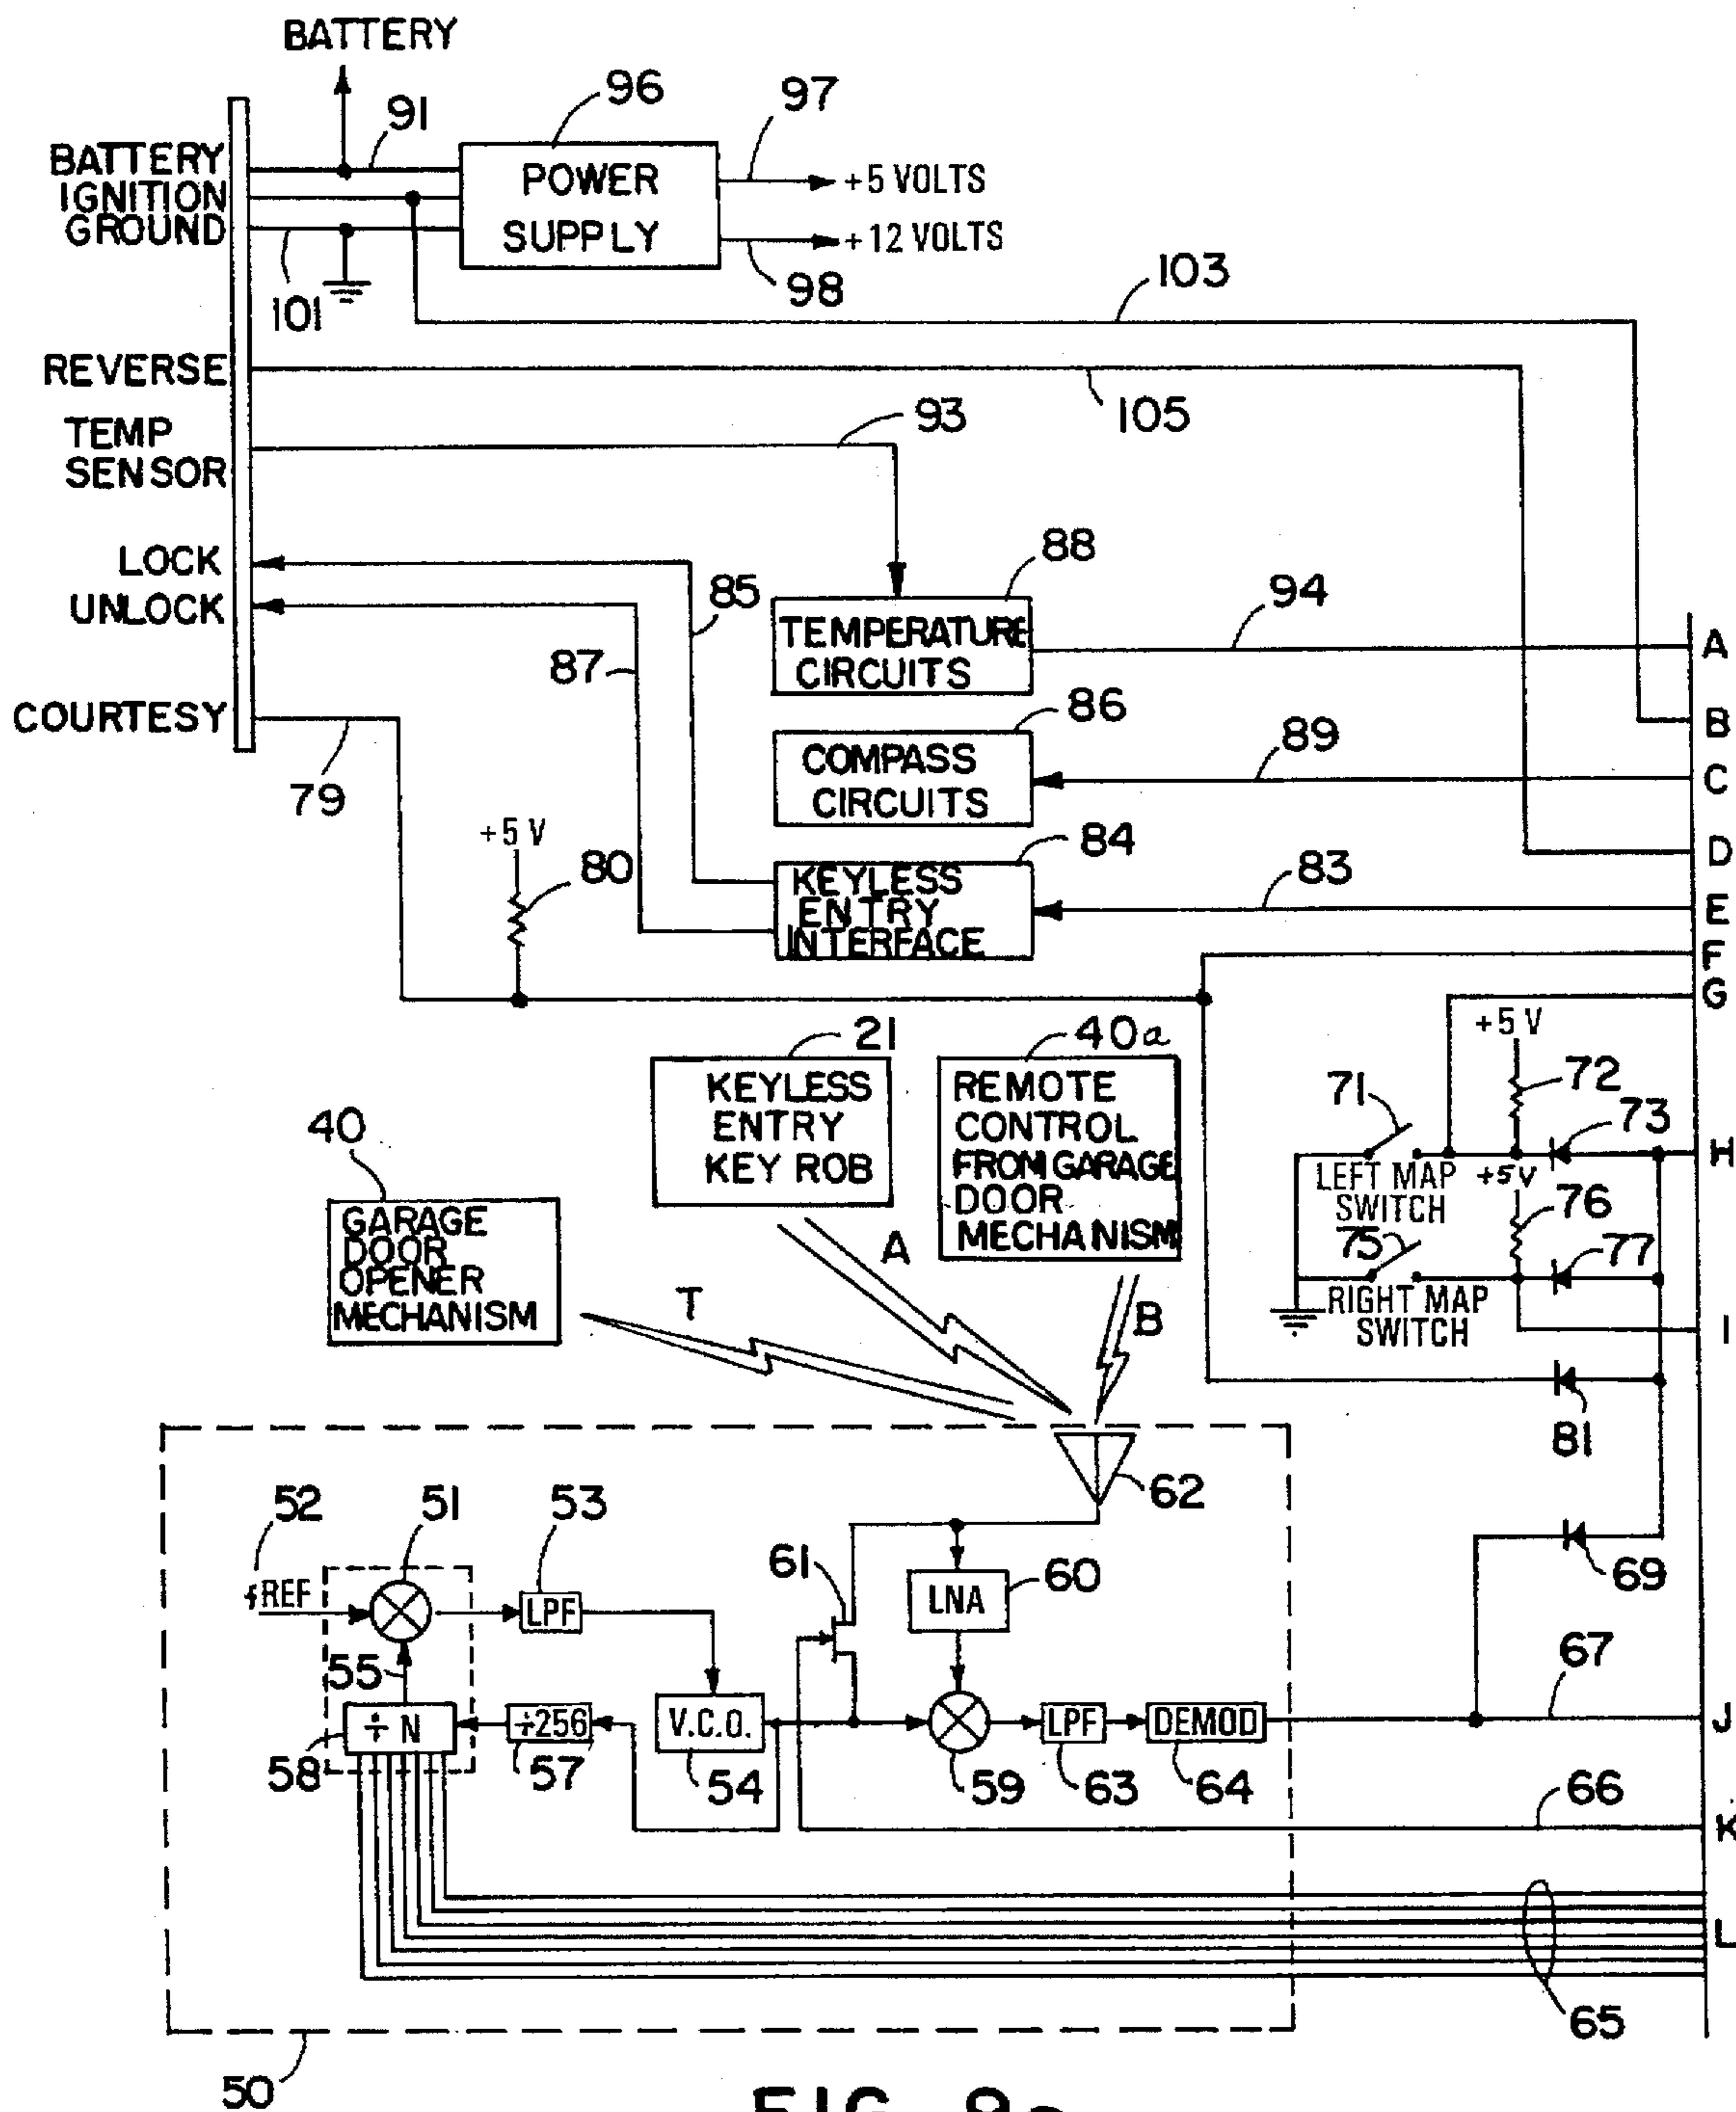 BATTERY
96
97
91
BATTERY
POWER
+5 VOLTS
IGNITION
GROUND
SUPPLY
+12 VOLTS
103
98
101
REVERSE
105
93
TEMP
SENSOR
88
LOCK
85
94
UNLOCK
TEMPERATURE
CIRCUITS
A
87
86
COURTESY
B
COMPASS
CIRCUITS
89
C
79
+5 V
84
D
80
KEYLESS
ENTRY
INTERFACE
83
E
F
G
21
40a
+5 V
KEYLESS
ENTRY
KEY ROB
REMOTE
CONTROL
FROM GARAGE
DOOR
MECHANISM
71
72
73
40
H
LEFT MAP
SWITCH
+5V
76
GARAGE
DOOR
OPENER
MECHANISM
A
75
77
T
B
RIGHT MAP
SWITCH
I
81
52
51
53
62
61
60
69
fREF
LPF
LNA
55
67
÷ N
÷256
V.C.O.
LPF
DEMOD
J
58
57
54
59
63
64
66
K
L
65
50